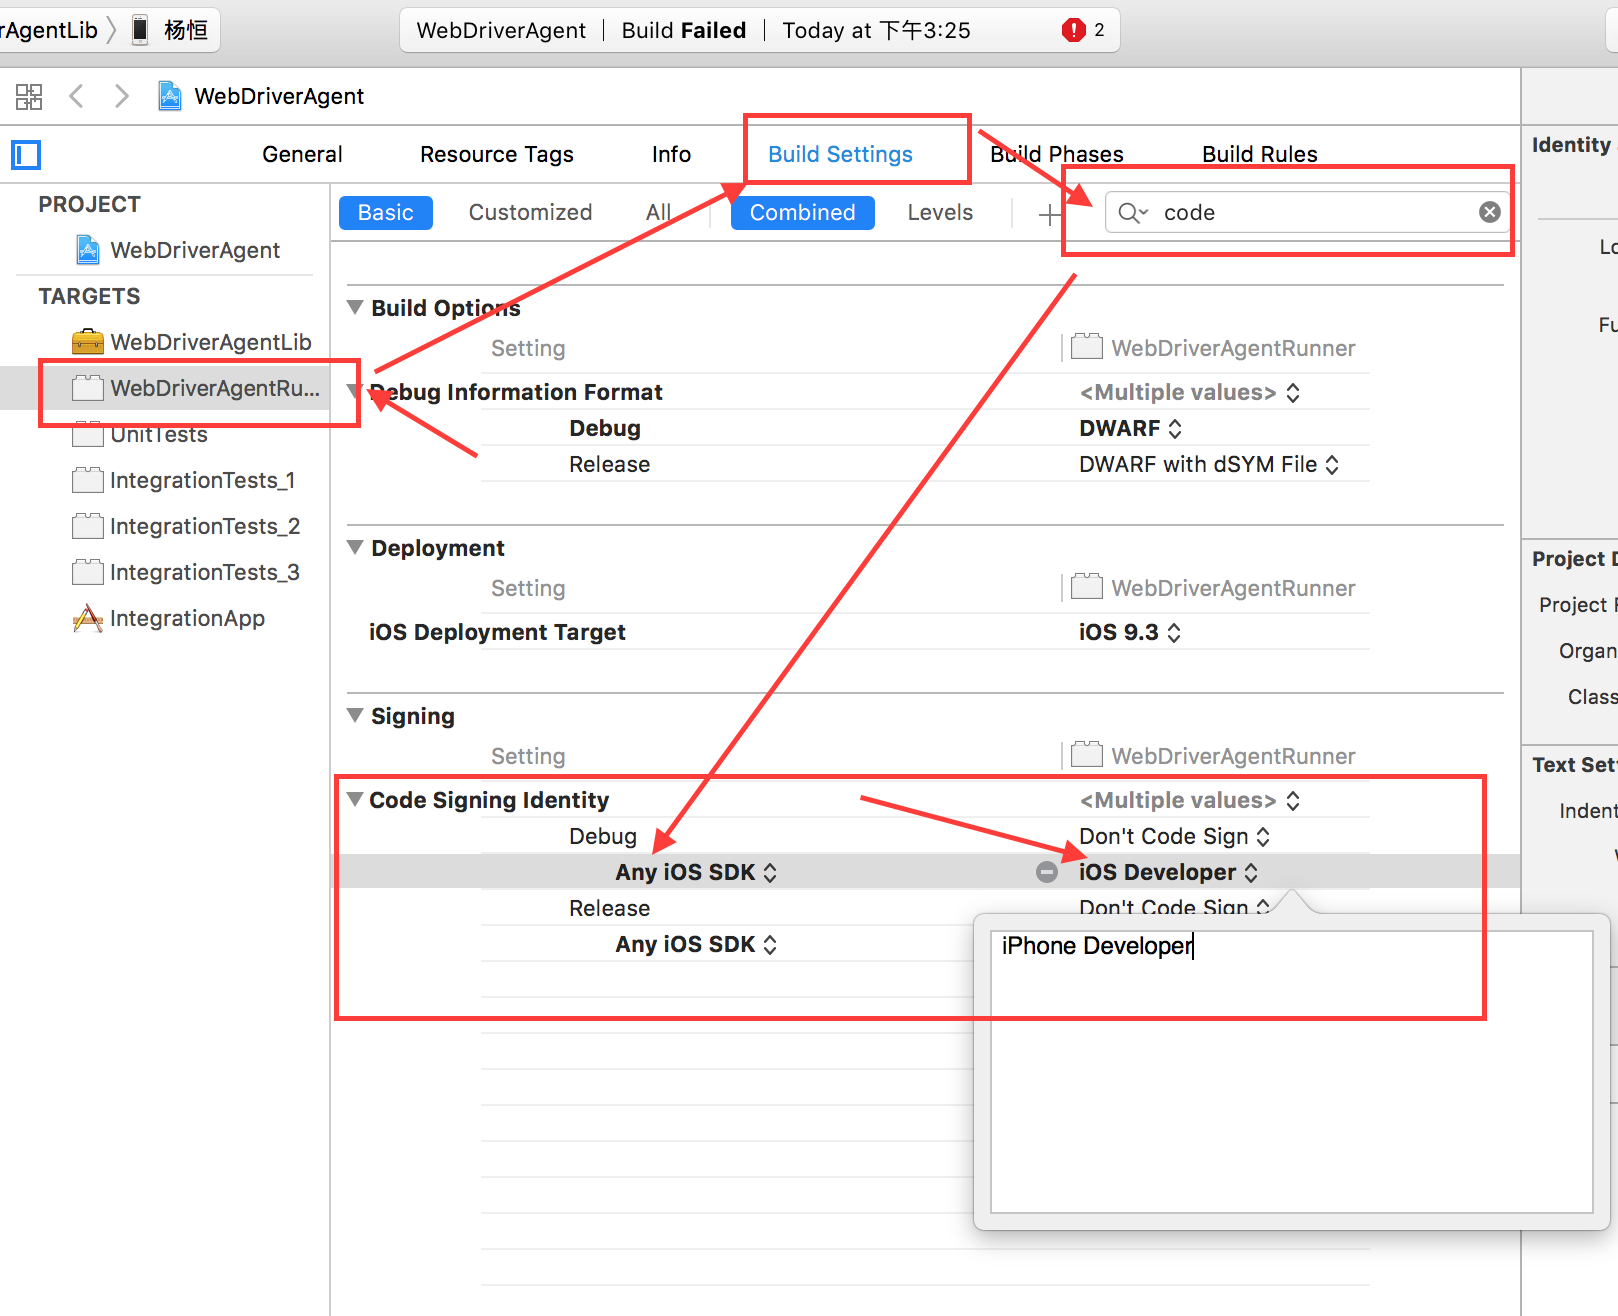 rAgentLib 杨恒 WebDriverAgent Build Failed Today at 下午3:25 2
WebDriverAgent
General Resource Tags Info Build Settings Build Phases Build Rules
Identity
PROJECT
Basic Customized All Combined Levels code
WebDriverAgent
TARGETS
WebDriverAgentLib
WebDriverAgentRu...
UnitTests
IntegrationTests_1
IntegrationTests_2
IntegrationTests_3
IntegrationApp
Build Options
Setting WebDriverAgentRunner
Debug Information Format <Multiple values>
Debug DWARF
Release DWARF with dSYM File
Deployment
Setting WebDriverAgentRunner
iOS Deployment Target iOS 9.3
Signing
Setting WebDriverAgentRunner
Code Signing Identity <Multiple values>
Debug Don't Code Sign
Any iOS SDK iOS Developer
Release Don't Code Sign
Any iOS SDK
iPhone Developer
Lo
Fu
Project D
Project F
Organ
Class
Text Set
Indent